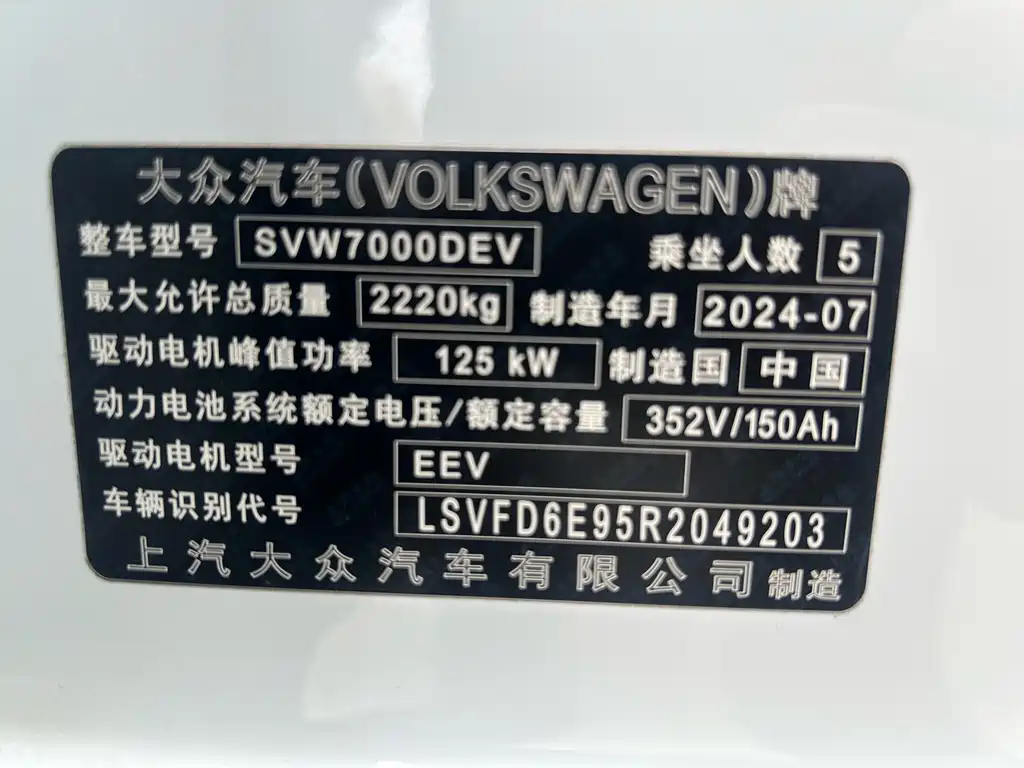 大众汽车(VOLKSWAGEN)牌
整车型号 SVW7000DEV 乘坐人数 5
最大允许总质量 2220kg 制造年月 2024-07
驱动电机峰值功率 125 kW 制造国 中国
动力电池系统额定电压/额定容量 352V/150Ah
驱动电机型号 EEV
车辆识别代号 LSVFD6E95R2049203
上汽大众汽车有限公司制造